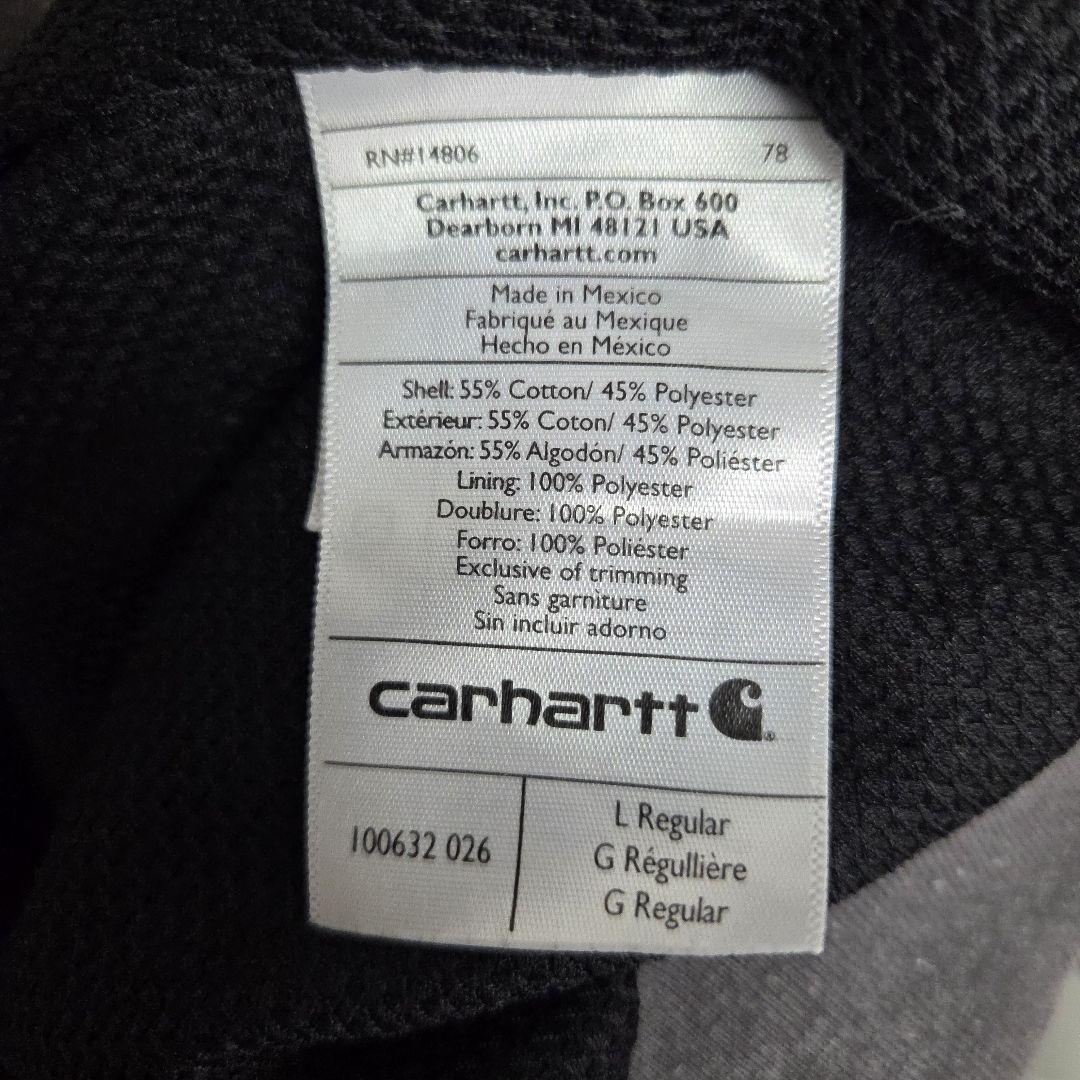 RN#14806 78
Carhartt, Inc. P.O. Box 600
Dearborn MI 48121 USA
carhartt.com
Made in Mexico
Fabriqué au Mexique
Hecho en México
Shell: 55% Cotton/ 45% Polyester
Extérieur: 55% Coton/ 45% Polyester
Armazón: 55% Algodón/ 45% Poliéster
Lining: 100% Polyester
Doublure: 100% Polyester
Forro: 100% Poliéster
Exclusive of trimming
Sans garniture
Sin incluir adorno
carhartt ®
100632 026
L Regular
G Régullière
G Regular